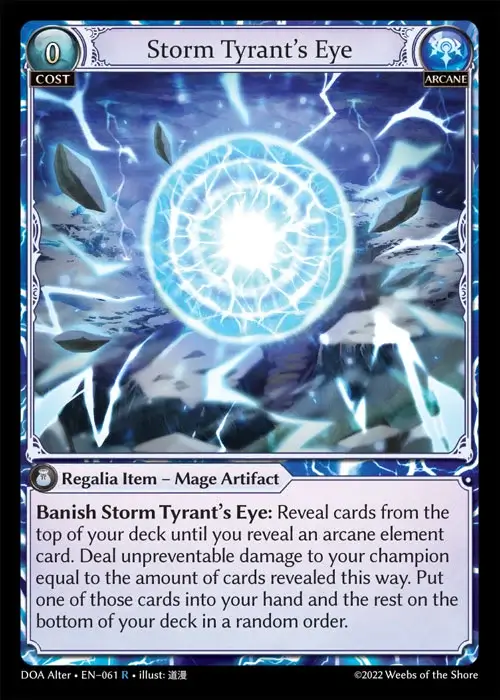 0
Storm Tyrant's Eye
COST
ARCANE
Regalia Item – Mage Artifact
Banish Storm Tyrant's Eye: Reveal cards from the
top of your deck until you reveal an arcane element
card. Deal unpreventable damage to your champion
equal to the amount of cards revealed this way. Put
one of those cards into your hand and the rest on the
bottom of your deck in a random order.
DOA Alter • EN–061 R • illust: 道漫
©2022 Weebs of the Shore